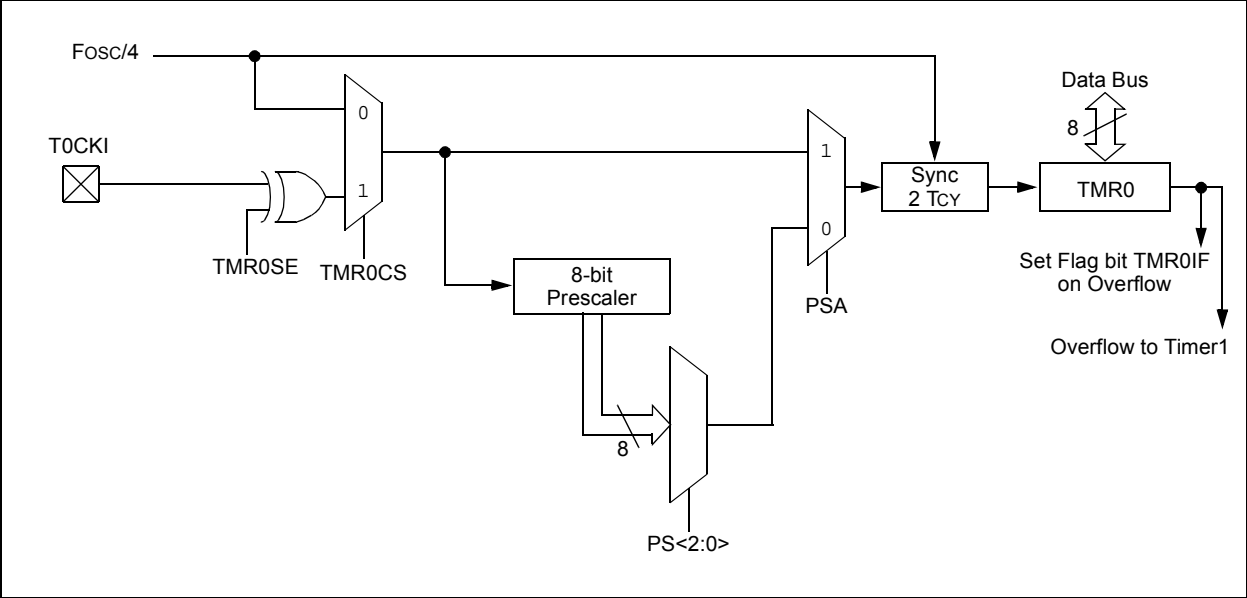 FOSC/4
Data Bus
0
8
T0CKI
1
Sync
2 TCY
TMR0
1
0
TMR0SE
TMR0CS
8-bit
Prescaler
Set Flag bit TMR0IF
on Overflow
PSA
Overflow to Timer1
8
PS<2:0>